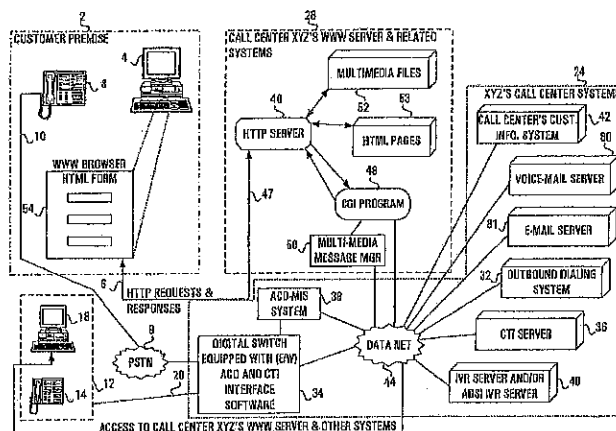 2
CUSTOMER PREMISE
4
8
10
WWW BROWSER
HTML FORM
54
6
HTTP REQUESTS &
RESPONSES
28
CALL CENTER XYZ'S WWW SERVER & RELATED
SYSTEMS
MULTIMEDIA FILES
52
40
HTTP SERVER
53
HTML PAGES
47
48
CGI PROGRAM
50
MULTI-MEDIA
MESSAGE MGR
24
XYZ'S CALL CENTER SYSTEMS
CALL CENTER'S CUST.
INFO. SYSTEM
42
VOICE-MAIL SERVER
E-MAIL SERVER
32
OUTBOUND DIALING
SYSTEM
CTI SERVER
36
IVR SERVER AND/OR
ADSI IVR SERVER
40
ACD-MIS
SYSTEM
38
DATA NET
44
DIGITAL SWITCH
EQUIPPED WITH (E/W)
ACD AND CTI
INTERFACE
SOFTWARE
34
PSTN
18
12
14
20
ACCESS TO CALL CENTER XYZ'S WWW SERVER & OTHER SYSTEMS